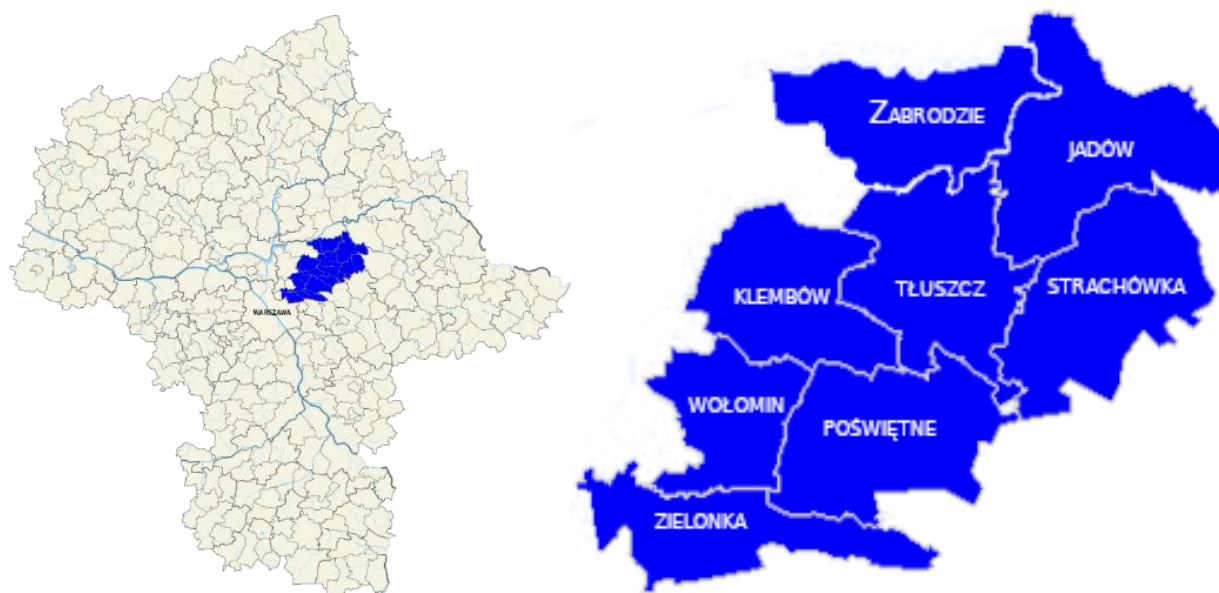 WARSZAWA
ZABRODZIE
JADÓW
TŁUSZCZ
STRACHÓWKA
KLEMBÓW
WOŁOMIN
POŚWIĘTNE
ZIELONKA